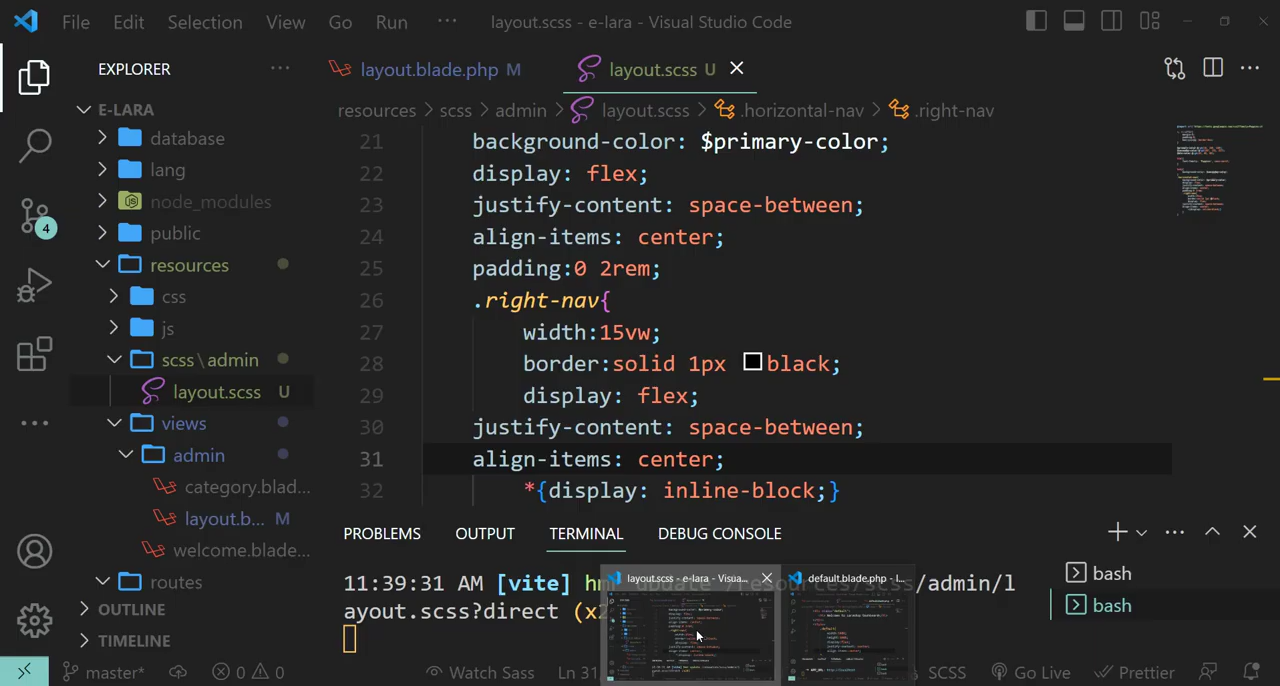 File Edit Selection View Go Run ··· layout.scss - e-lara - Visual Studio Code
EXPLORER ···
layout.blade.php M
layout.scss U
E-LARA
database
lang
node_modules
public
resources
css
js
scss\admin
layout.scss U
views
admin
category.blad...
layout.b... M
welcome.blade...
routes
OUTLINE
TIMELINE
4
resources > scss > admin > layout.scss > .horizontal-nav > .right-nav
21 background-color: $primary-color;
22 display: flex;
23 justify-content: space-between;
24 align-items: center;
25 padding:0 2rem;
26 .right-nav{
27 width:15vw;
28 border:solid 1px black;
29 display: flex;
30 justify-content: space-between;
31 align-items: center;
32 *{display: inline-block;}
PROBLEMS OUTPUT TERMINAL DEBUG CONSOLE
11:39:31 AM [vite] hm update /resources/scss/admin/l
ayout.scss?direct (x2
bash
bash
layout.scss - e-lara - Visua...
default.blade.php - l...
master* 0 0 Watch Sass Ln 31 SCSS Go Live Prettier